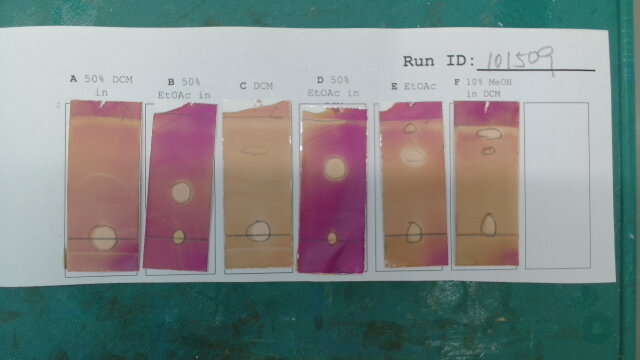 Run ID: 101509
A 50% DCM in
B 50% EtOAc in
C DCM
D 50% EtOAc in
E EtOAc
F 10% MeOH in DCM